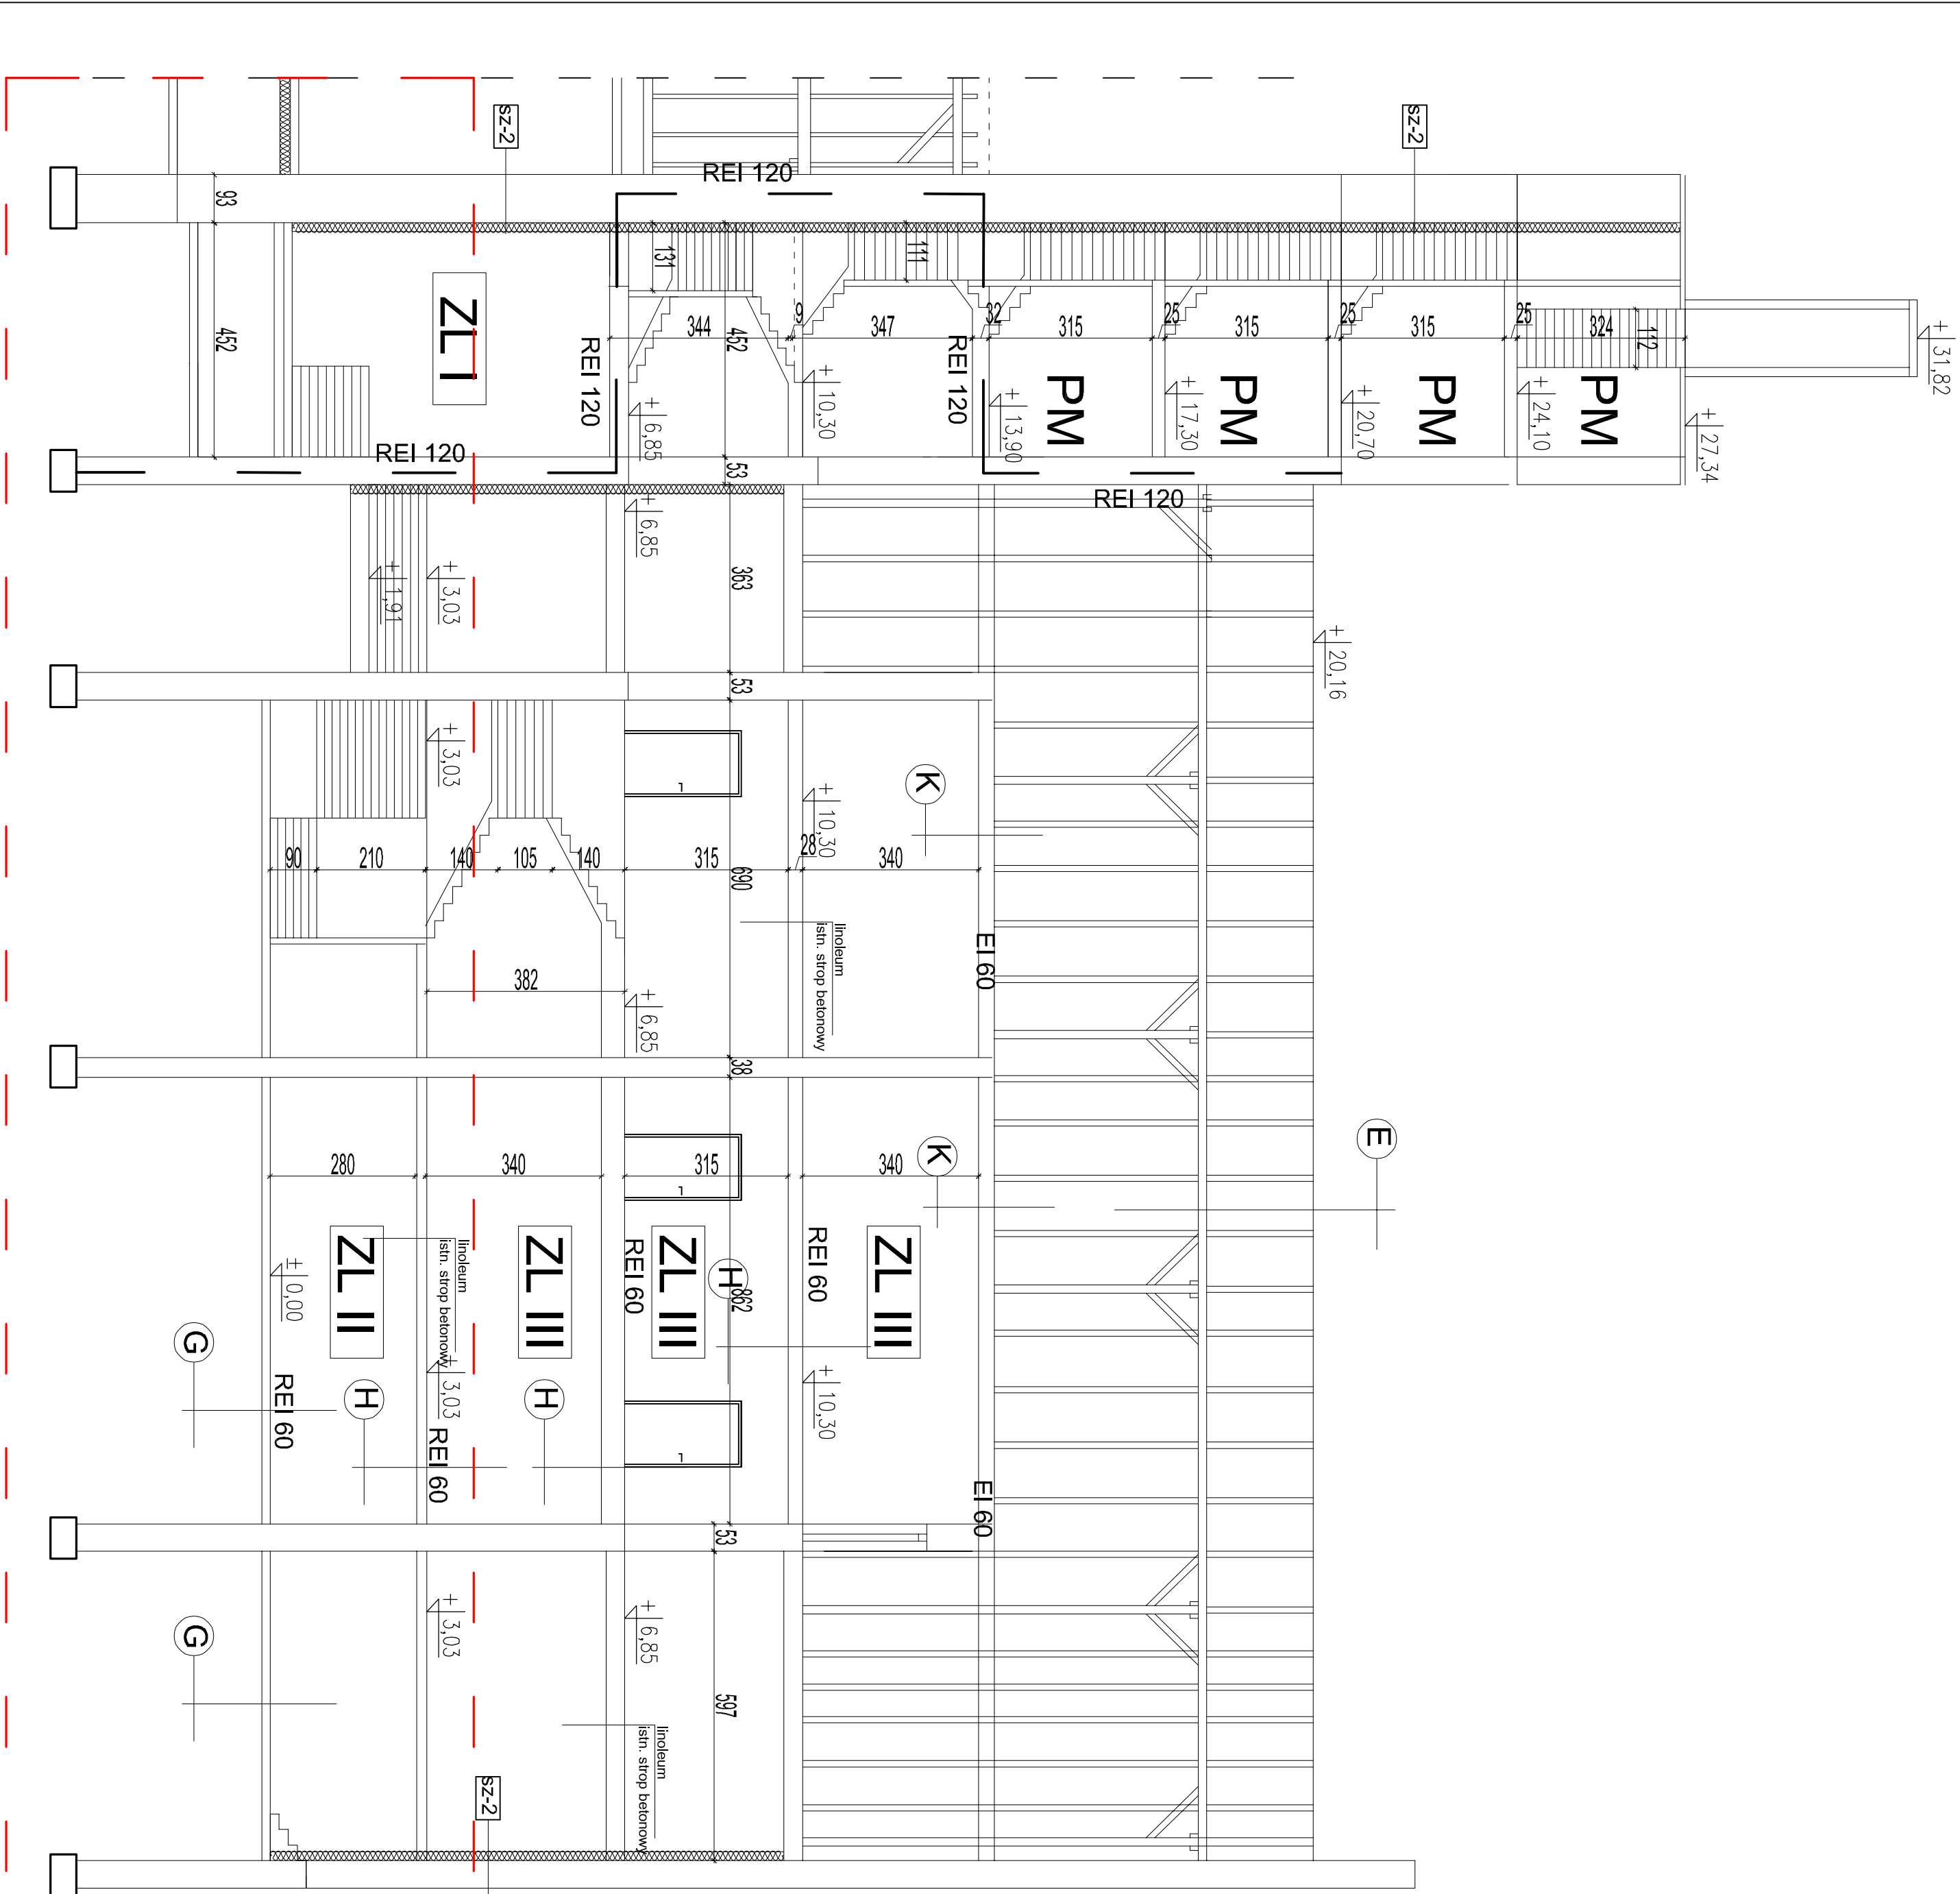 sz-2
sz-2
REI 120
93
131
111
ZL I
452
344
452
9
347
32
315
25
315
25
315
25
324
112
+ 31,82
REI 120
REI 120
+ 6,85
+ 10,30
+ 13,90
PM
+ 17,30
PM
+ 20,70
PM
+ 24,10
PM
+ 27,34
REI 120
53
REI 120
+ 6,85
+ 1,91
+ 3,03
363
+ 20,16
53
+ 3,03
+ 10,30
K
90
210
140
105
140
315
690
28
340
linoleum
istn. strop betonowy
EI 60
382
+ 6,85
38
E
K
280
340
315
340
ZL II
linoleum
istn. strop betonowy
ZL III
REI 60
ZL III
H
862
REI 60
ZL III
± 0,00
G
REI 60
H
+ 3,03
REI 60
H
+ 10,30
EI 60
53
G
+ 3,03
+ 6,85
597
linoleum
istn. strop betonowy
sz-2